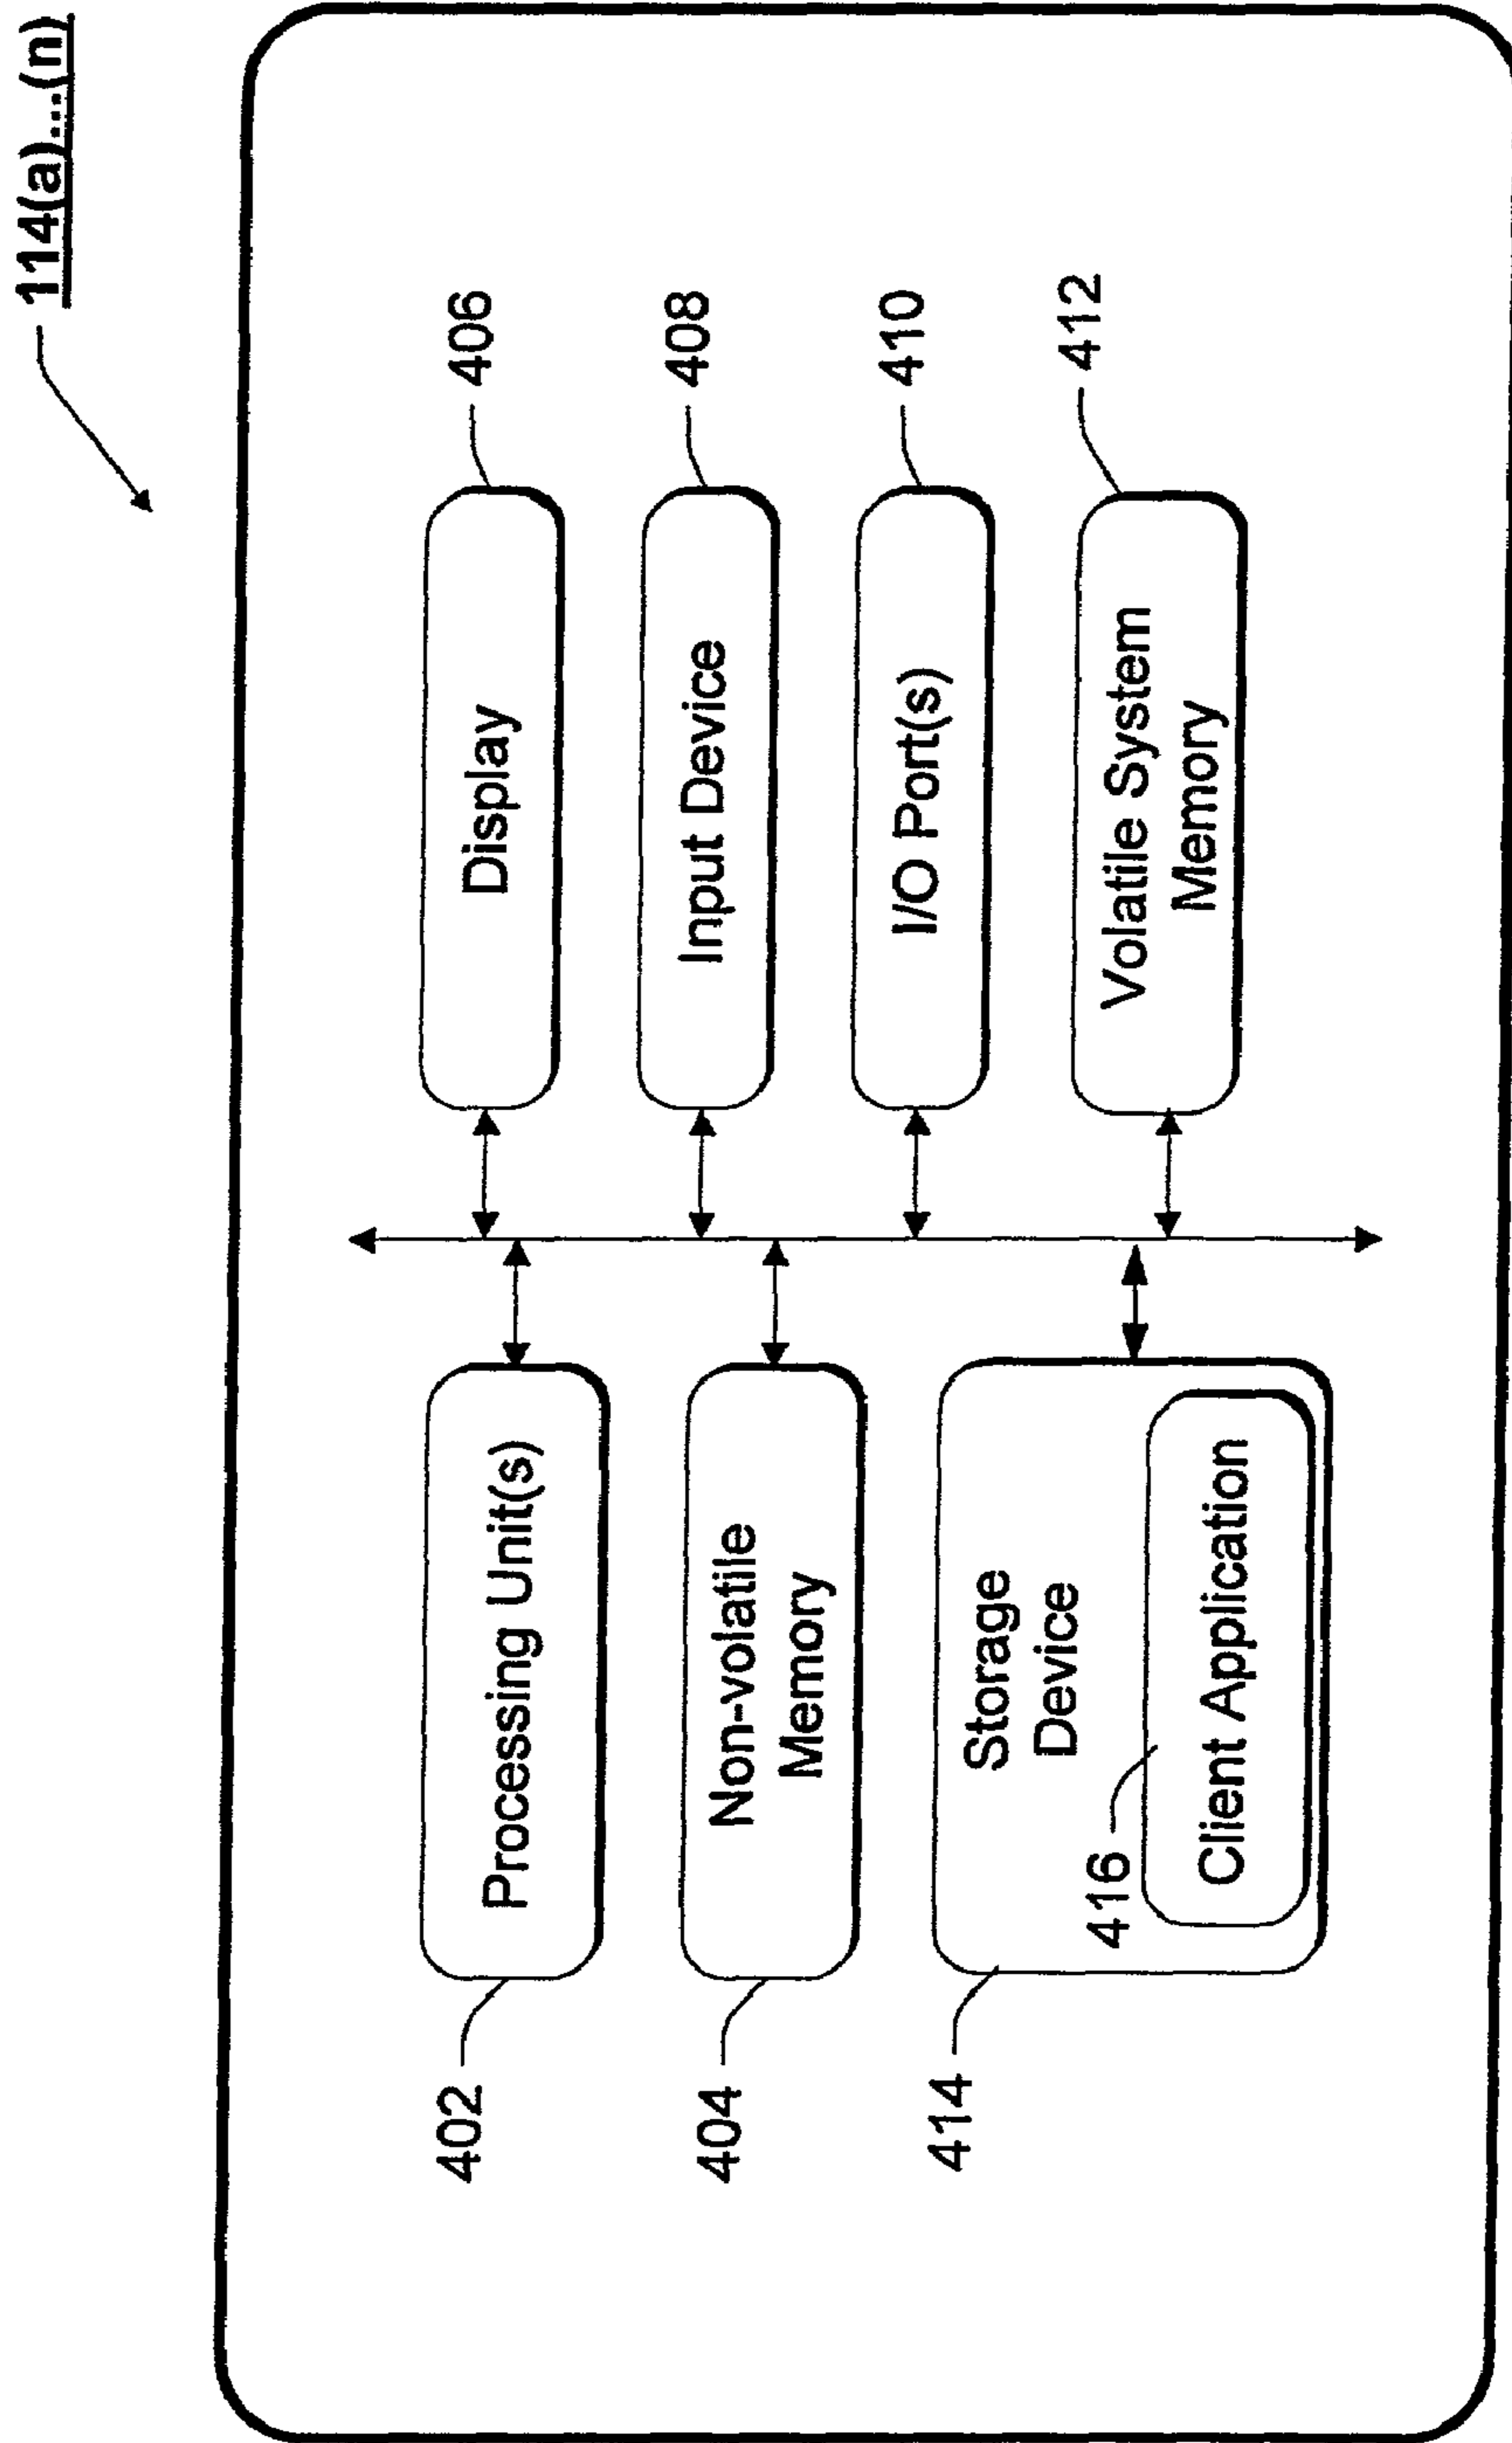 114(a)...(n)
402
Processing Unit(s)
Display
406
404
Non-volatile
Memory
Input Device
408
414
Storage
Device
416
Client Application
I/O Port(s)
410
Volatile System
Memory
412